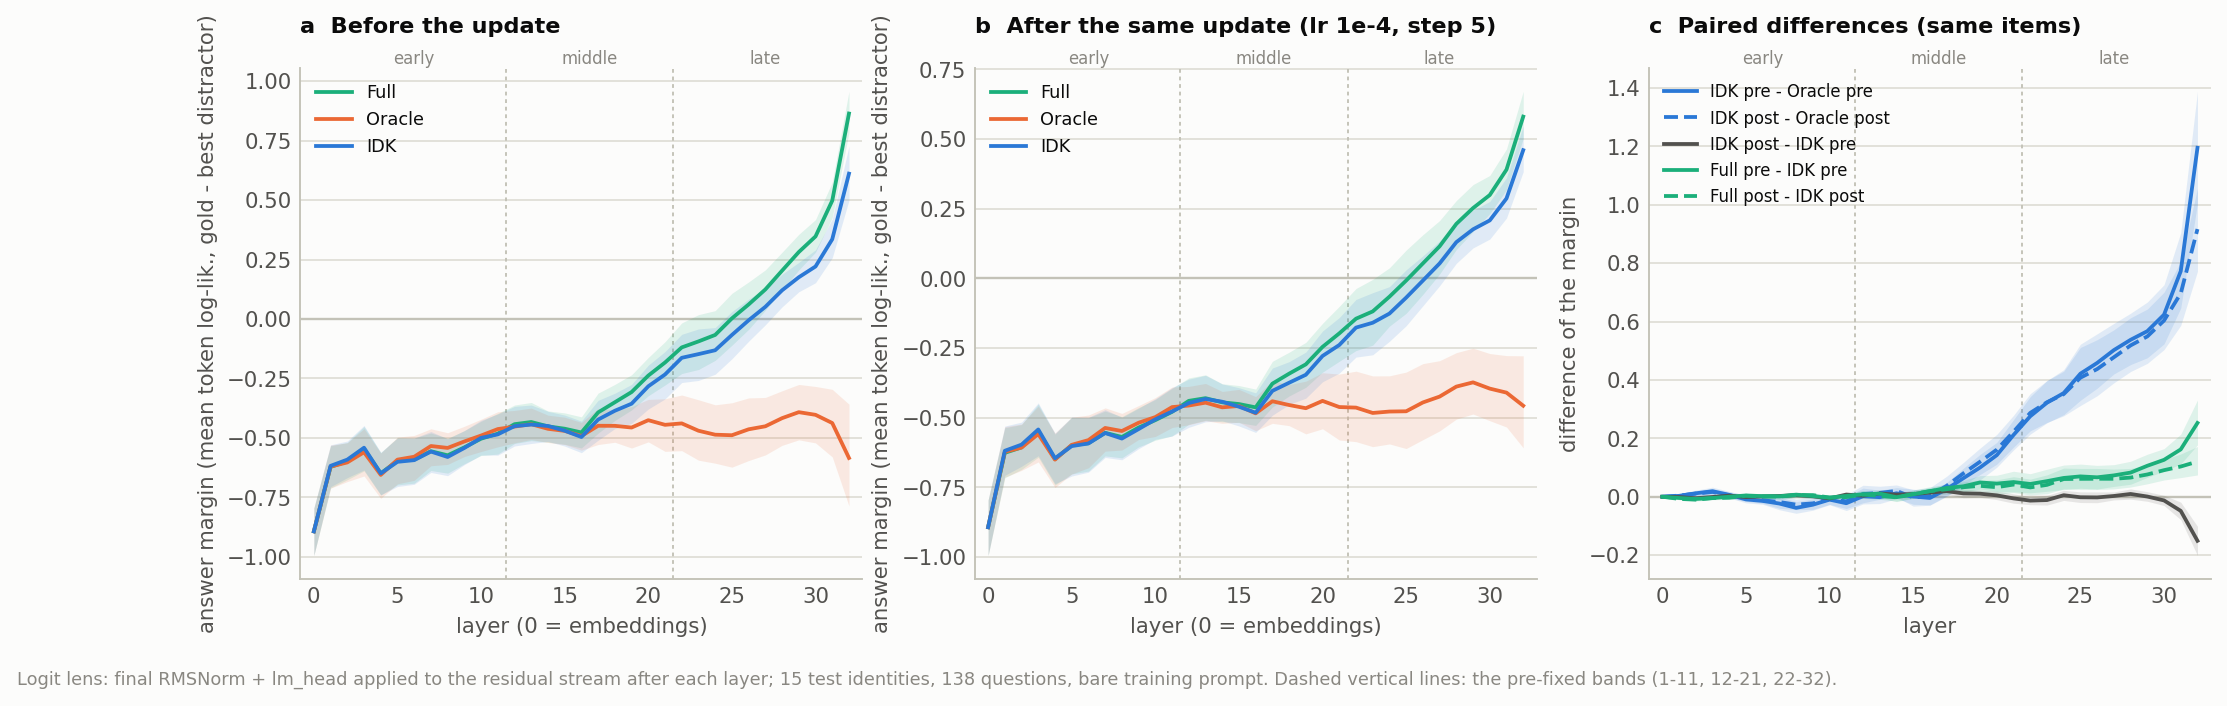 a Before the update
early middle late
answer margin (mean token log-lik., gold - best distractor)
1.00
0.75
0.50
0.25
0.00
−0.25
−0.50
−0.75
−1.00
Full
Oracle
IDK
0 5 10 15 20 25 30
layer (0 = embeddings)
b After the same update (lr 1e-4, step 5)
early middle late
answer margin (mean token log-lik., gold - best distractor)
0.75
0.50
0.25
0.00
−0.25
−0.50
−0.75
−1.00
Full
Oracle
IDK
0 5 10 15 20 25 30
layer (0 = embeddings)
c Paired differences (same items)
early middle late
difference of the margin
1.4
1.2
1.0
0.8
0.6
0.4
0.2
0.0
−0.2
IDK pre - Oracle pre
IDK post - Oracle post
IDK post - IDK pre
Full pre - IDK pre
Full post - IDK post
0 5 10 15 20 25 30
layer
Logit lens: final RMSNorm + lm_head applied to the residual stream after each layer; 15 test identities, 138 questions, bare training prompt. Dashed vertical lines: the pre-fixed bands (1-11, 12-21, 22-32).